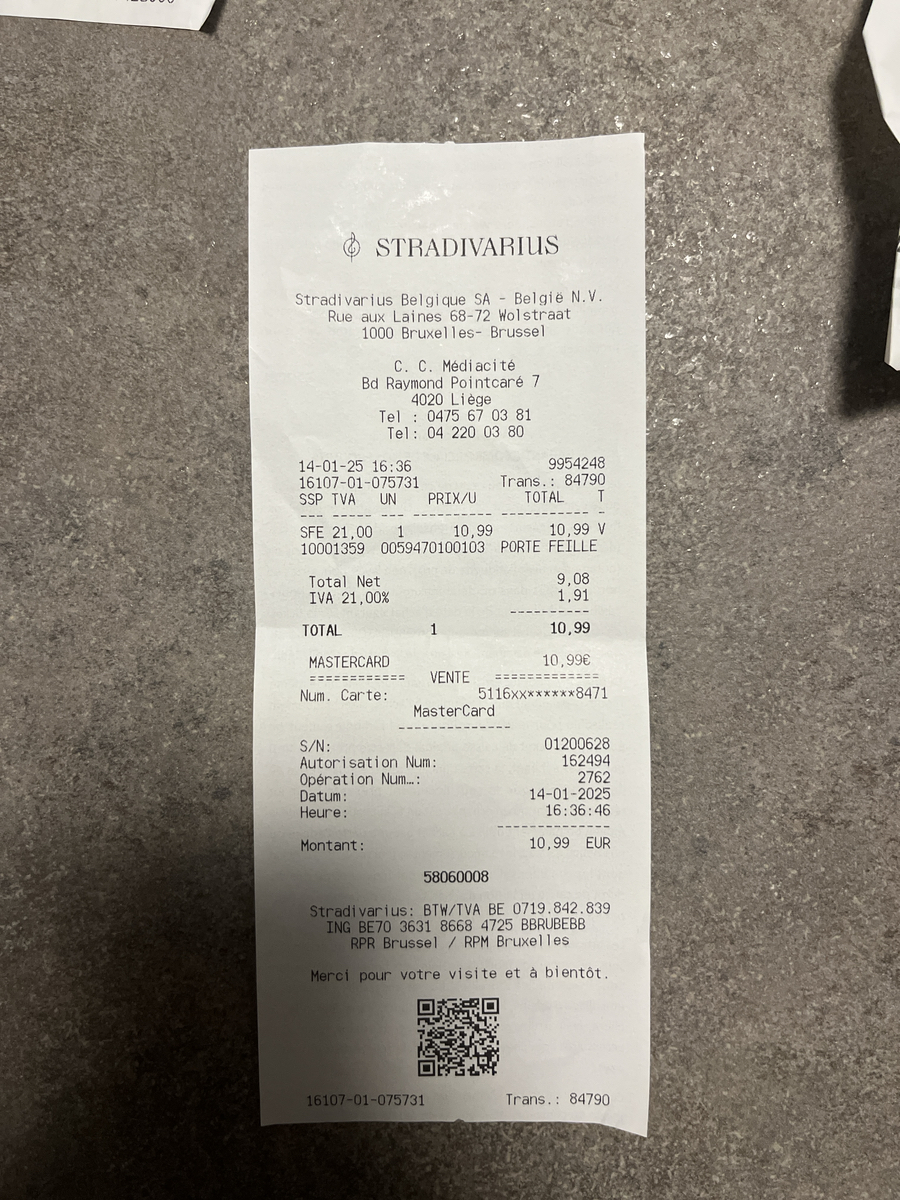 STRADIVARIUS
Stradivarius Belgique SA - België N.V.
Rue aux Laines 68-72 Wolstraat
1000 Bruxelles- Brussel
C. C. Médiacité
Bd Raymond Pointcaré 7
4020 Liège
Tel : 0475 67 03 81
Tel: 04 220 03 80
14-01-25 16:36 9954248
16107-01-075731 Trans.: 84790
SSP TVA UN PRIX/U TOTAL T
--- ----- --- ---------- ----------- -
SFE 21,00 1 10,99 10,99 V
10001359 0059470100103 PORTE FEILLE
Total Net 9,08
IVA 21,00% 1,91
----------
TOTAL 1 10,99
MASTERCARD 10,99€
============ VENTE =============
Num. Carte: 5116xx******8471
MasterCard
--------------
S/N: 01200628
Autorisation Num: 162494
Opération Num…: 2762
Datum: 14-01-2025
Heure: 16:36:46
--------------
Montant: 10,99 EUR
58060008
Stradivarius: BTW/TVA BE 0719.842.839
ING BE70 3631 8668 4725 BBRUBEBB
RPR Brussel / RPM Bruxelles
Merci pour votre visite et à bientôt.
16107-01-075731 Trans.: 84790